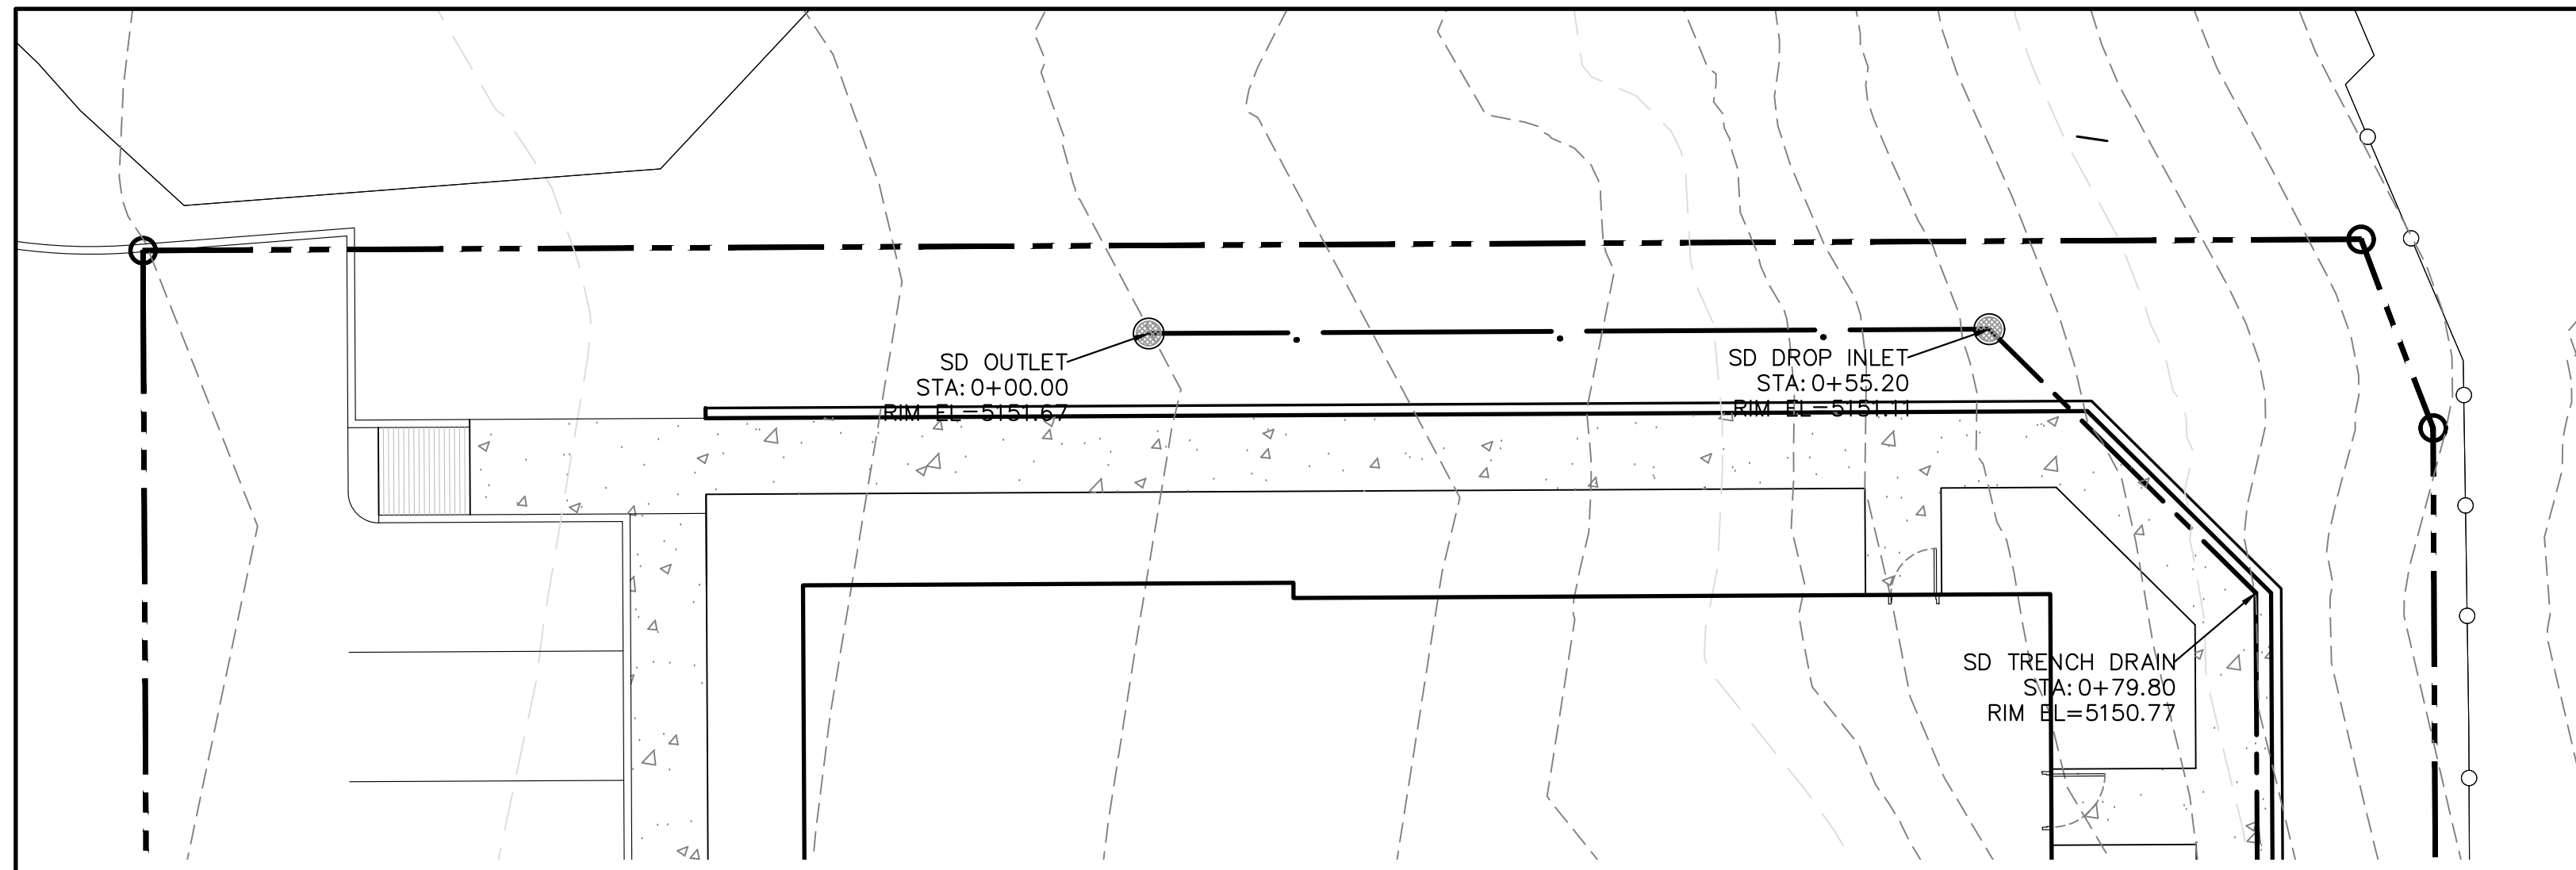 SD OUTLET
STA: 0+00.00
RIM EL=5151.67
SD DROP INLET
STA: 0+55.20
RIM EL=5151.11
SD TRENCH DRAIN
STA: 0+79.80
RIM EL=5150.77